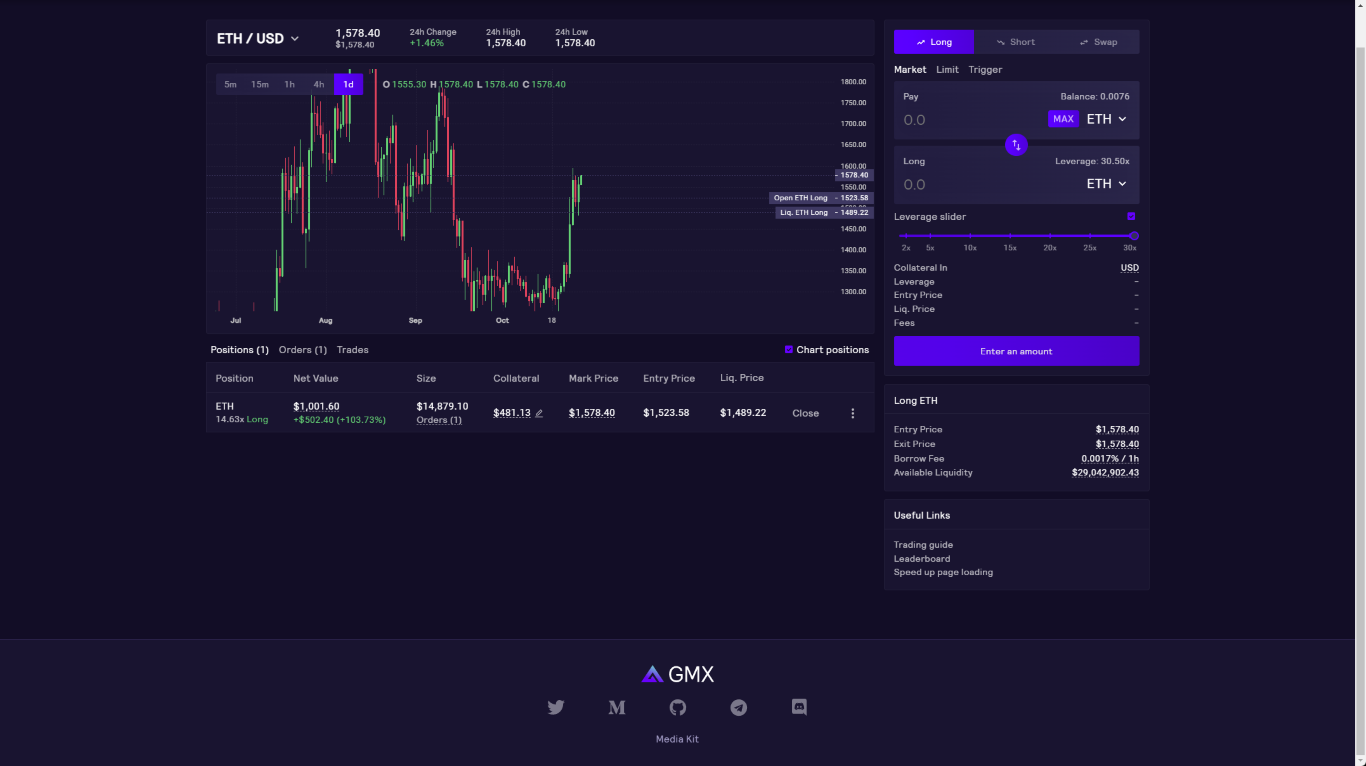 ETH / USD
1,578.40
$1,578.40
24h Change
+1.46%
24h High
1,578.40
24h Low
1,578.40
5m 15m 1h 4h 1d
O 1555.30 H 1578.40 L 1578.40 C 1578.40
1800.00
1750.00
1700.00
1650.00
1600.00
1578.40
1550.00
Open ETH Long 1523.58
Liq. ETH Long 1489.22
1450.00
1400.00
1350.00
1300.00
Jul Aug Sep Oct 18
Positions (1) Orders (1) Trades
Chart positions
Position Net Value Size Collateral Mark Price Entry Price Liq. Price
ETH $1,001.60 $14,879.10 $481.13 $1,578.40 $1,523.58 $1,489.22 Close
14.63x Long +$502.40 (+103.73%) Orders (1)
Long Short Swap
Market Limit Trigger
Pay Balance: 0.0076
0.0 MAX ETH
Long Leverage: 30.50x
0.0 ETH
Leverage slider
2x 5x 10x 15x 20x 25x 30x
Collateral In USD
Leverage –
Entry Price –
Liq. Price –
Fees –
Enter an amount
Long ETH
Entry Price $1,578.40
Exit Price $1,578.40
Borrow Fee 0.0017% / 1h
Available Liquidity $29,042,902.43
Useful Links
Trading guide
Leaderboard
Speed up page loading
GMX
Media Kit